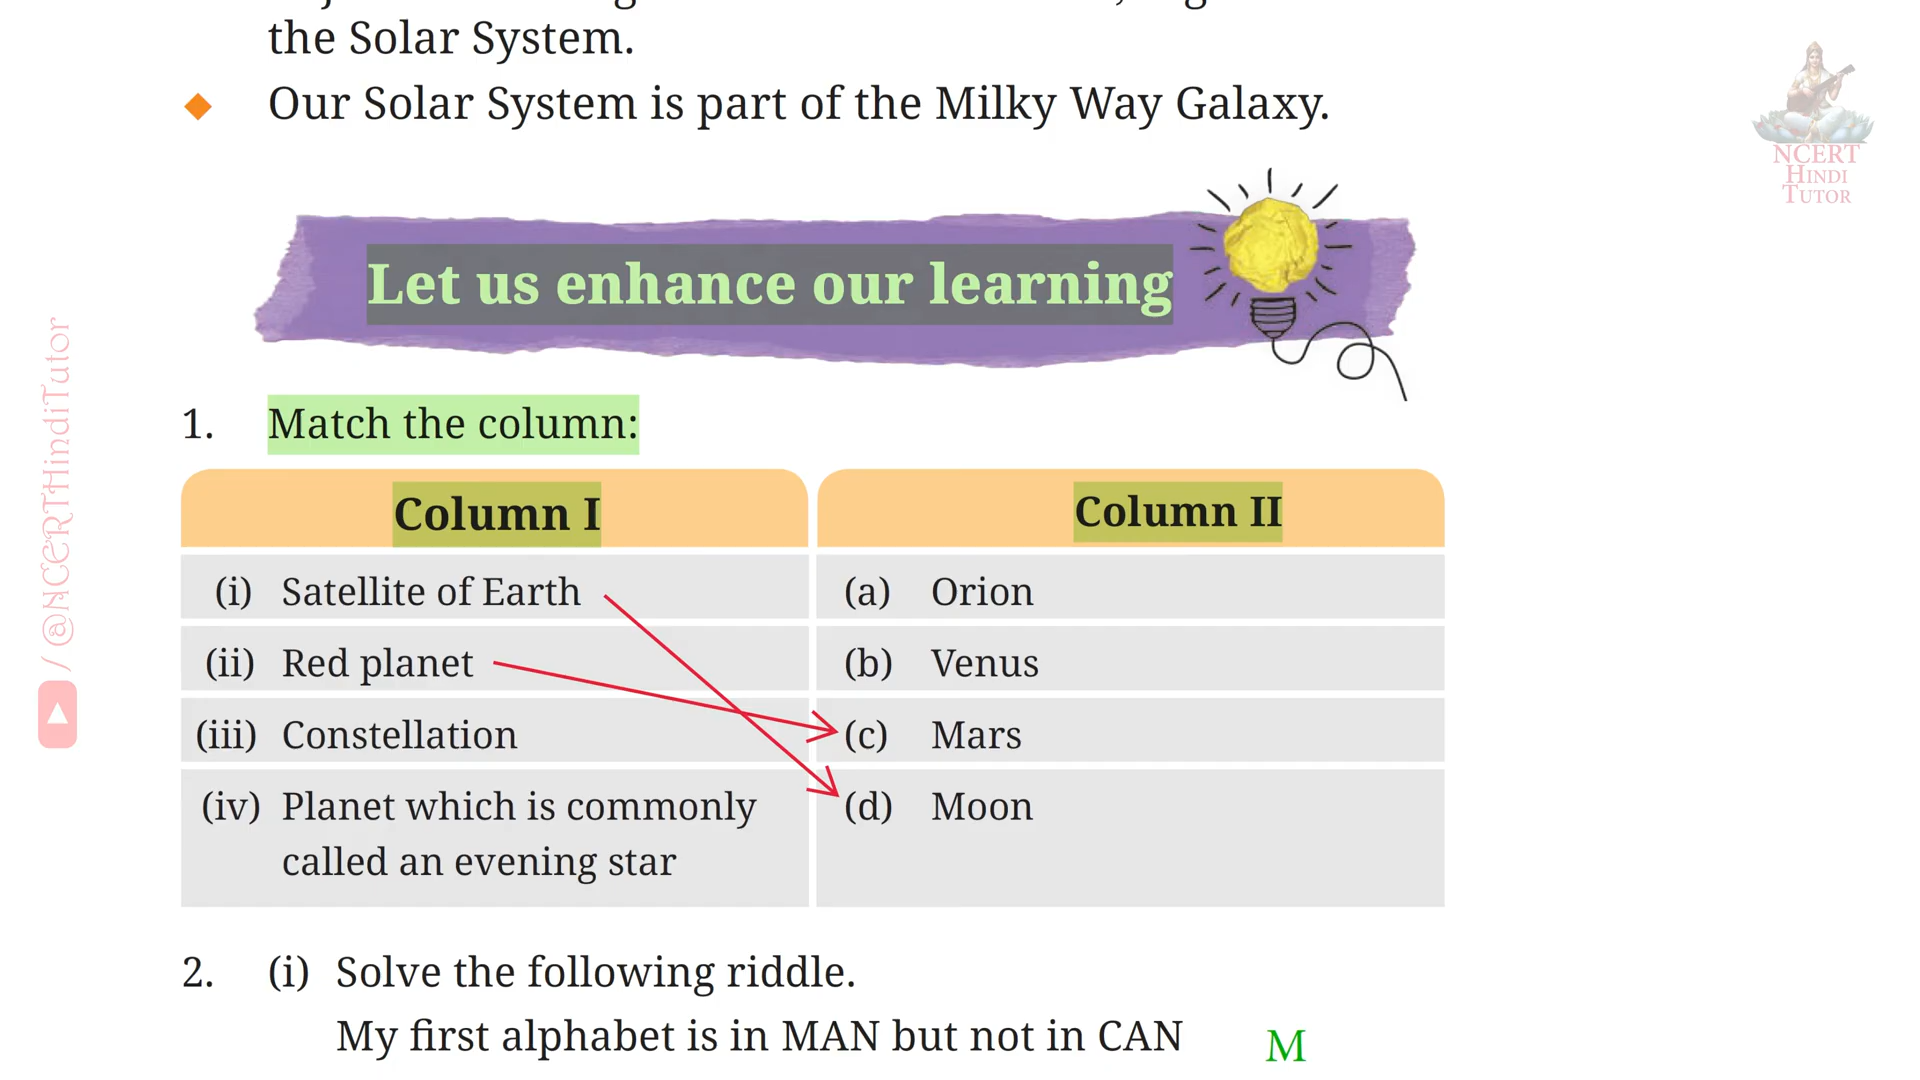 the Solar System.
Our Solar System is part of the Milky Way Galaxy.
NCERT
HINDI
TUTOR
Let us enhance our learning
/ @NCERTHindiTutor
1. Match the column:
Column I Column II
(i) Satellite of Earth (a) Orion
(ii) Red planet (b) Venus
(iii) Constellation (c) Mars
(iv) Planet which is commonly (d) Moon
called an evening star
2. (i) Solve the following riddle.
My first alphabet is in MAN but not in CAN M